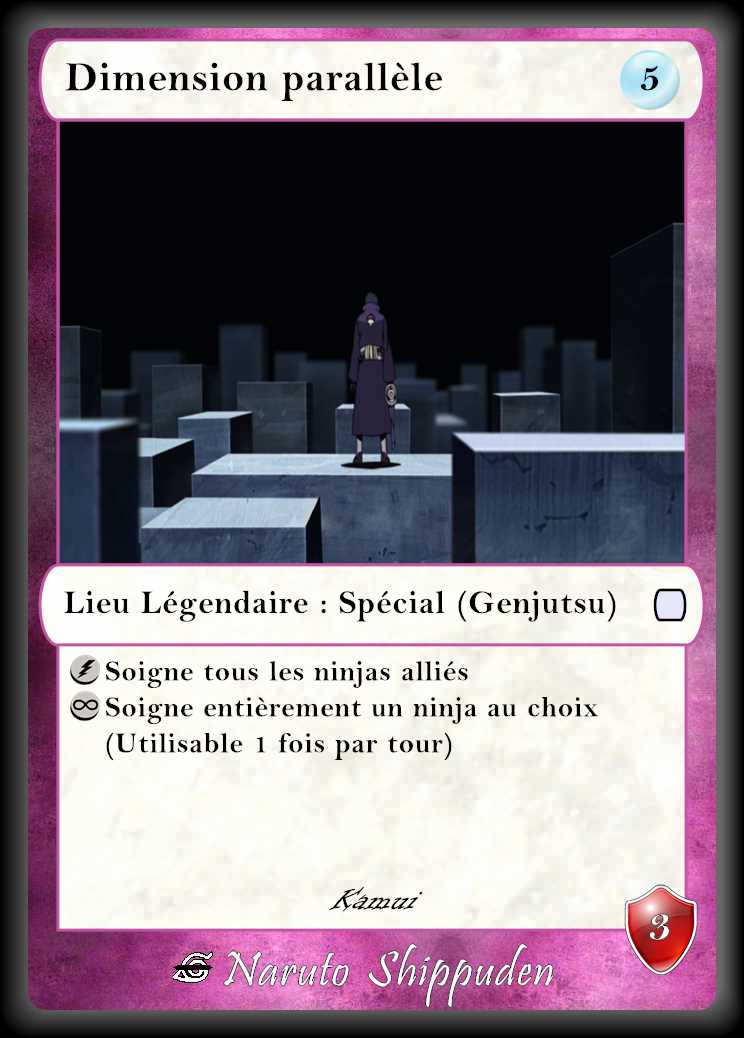 Dimension parallèle
5
Lieu Légendaire : Spécial (Genjutsu)
Soigne tous les ninjas alliés
∞ Soigne entièrement un ninja au choix
(Utilisable 1 fois par tour)
Kamui
3
Naruto Shippuden